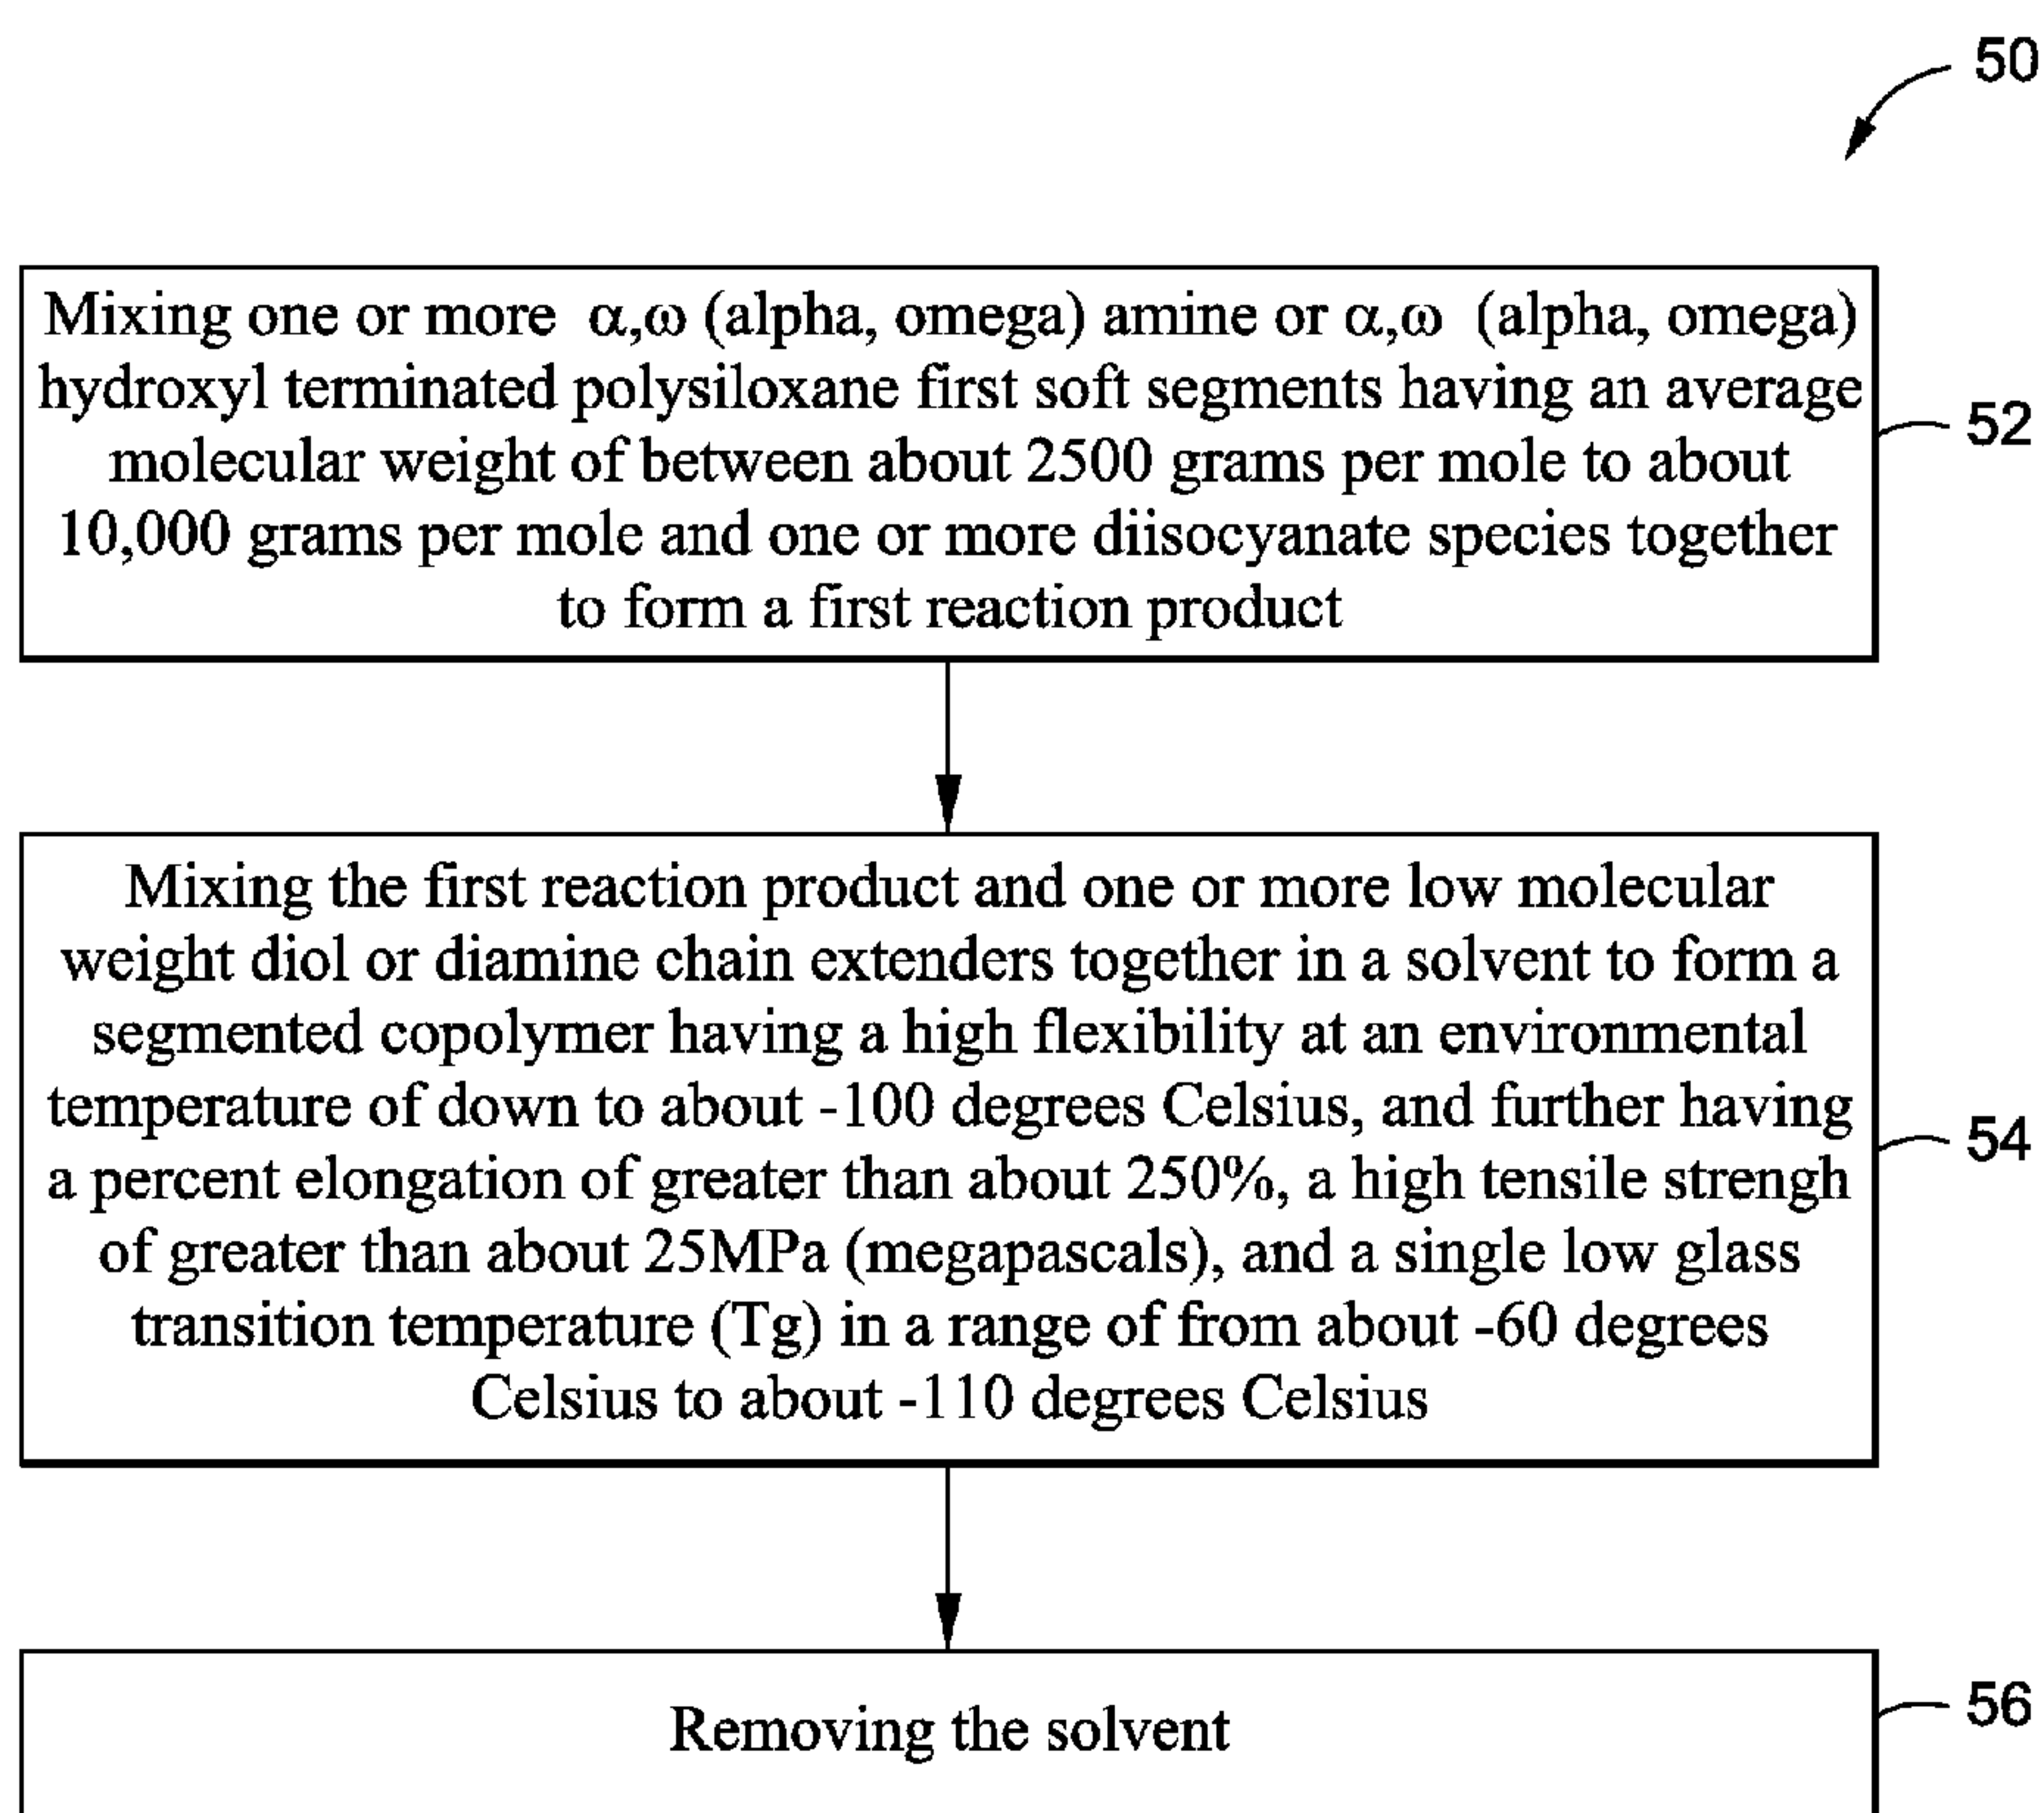 50
Mixing one or more α,ω (alpha, omega) amine or α,ω (alpha, omega)
hydroxyl terminated polysiloxane first soft segments having an average
molecular weight of between about 2500 grams per mole to about
10,000 grams per mole and one or more diisocyanate species together
to form a first reaction product
52
Mixing the first reaction product and one or more low molecular
weight diol or diamine chain extenders together in a solvent to form a
segmented copolymer having a high flexibility at an environmental
temperature of down to about -100 degrees Celsius, and further having
a percent elongation of greater than about 250%, a high tensile strengh
of greater than about 25MPa (megapascals), and a single low glass
transition temperature (Tg) in a range of from about -60 degrees
Celsius to about -110 degrees Celsius
54
Removing the solvent
56